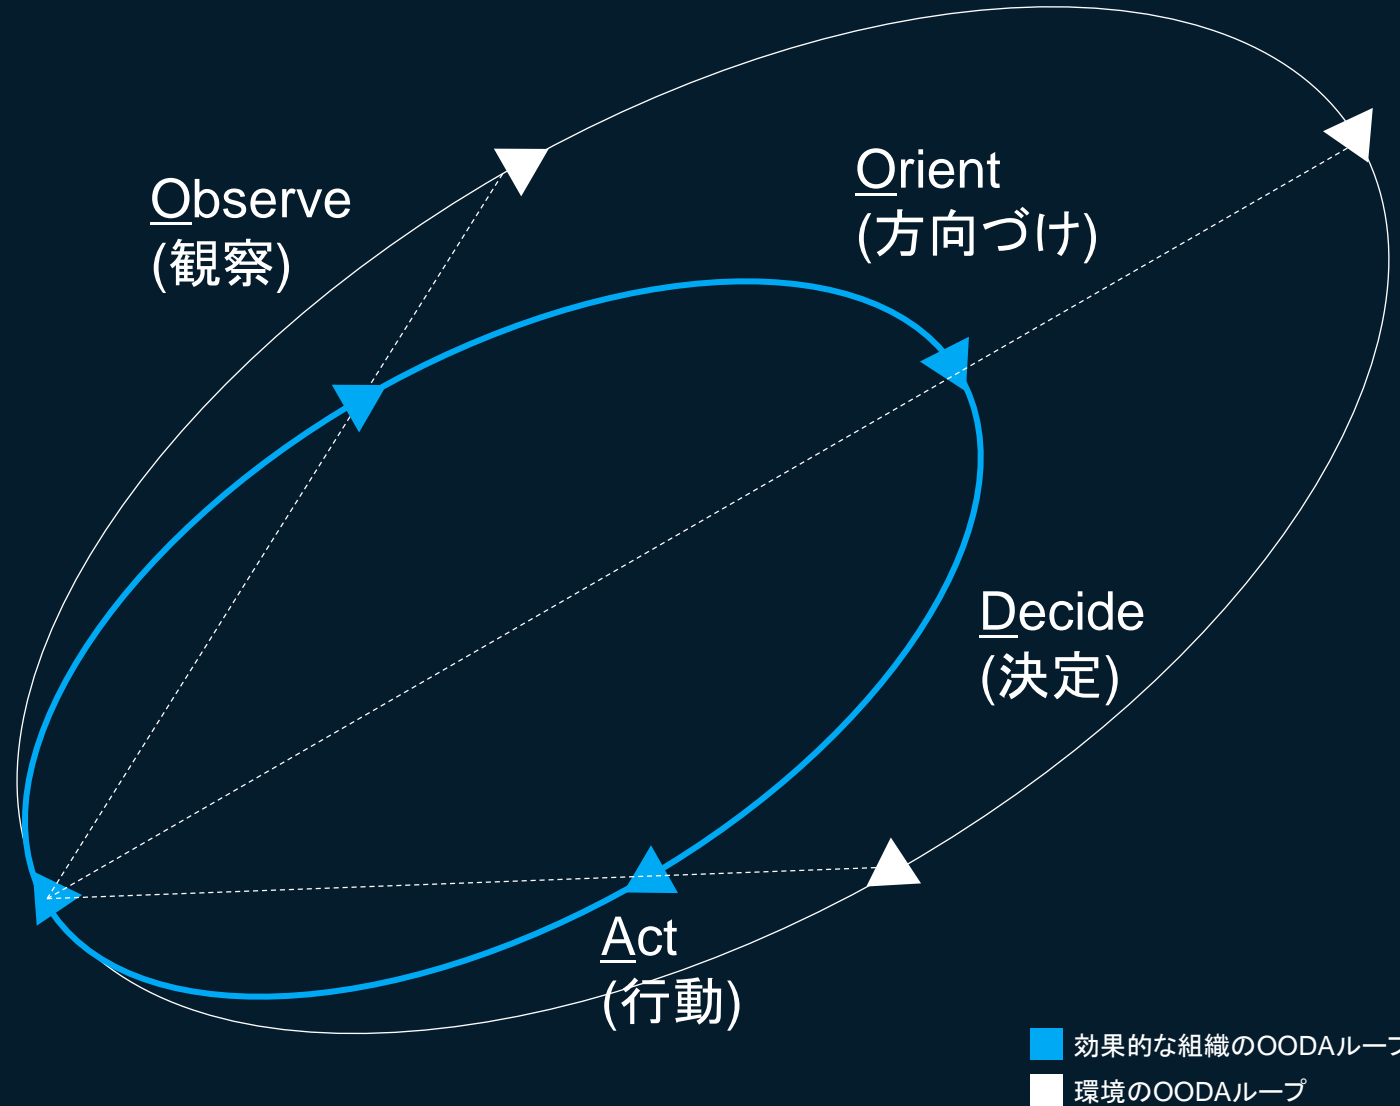 Observe
(観察)
Orient
(方向づけ)
Decide
(決定)
Act
(行動)
効果的な組織のOODAループ
環境のOODAループ